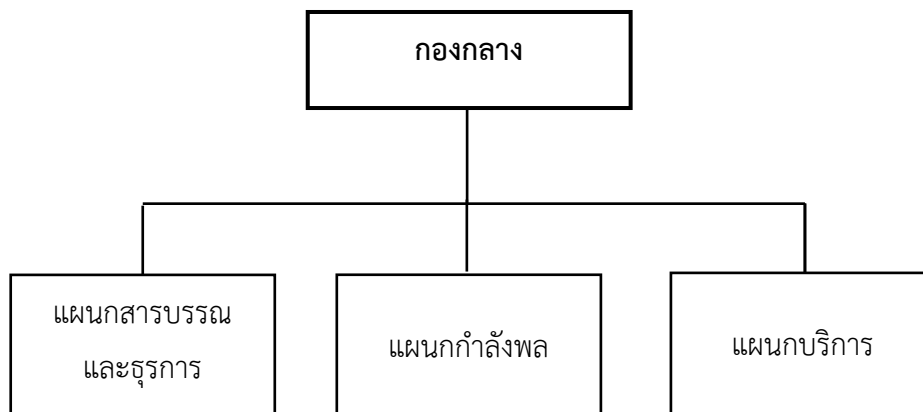 กองกลาง
แผนกสารบรรณ
และธุรการ
แผนกกำลังพล
แผนกบริการ